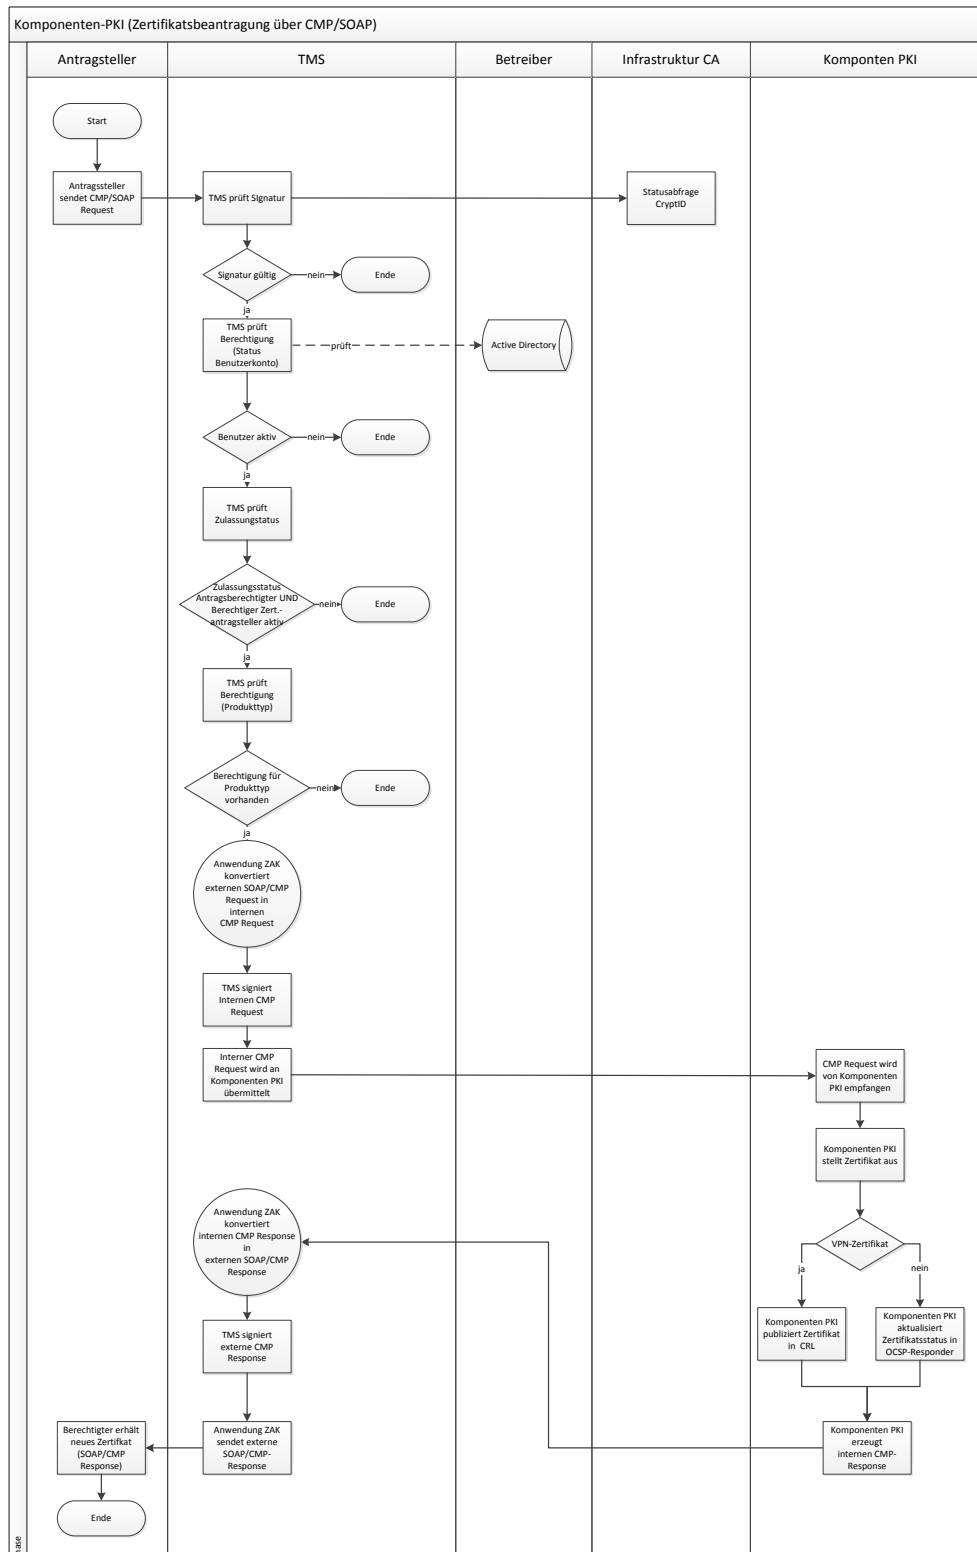 Komponenten-PKI (Zertifikatsbeantragung über CMP/SOAP)
Antragsteller
TMS
Betreiber
Infrastruktur CA
Komponten PKI
Start
Antragssteller
sendet CMP/SOAP
Request
TMS prüft SIgnatur
Statusabfrage
CryptID
Signatur gültig
nein
Ende
ja
TMS prüft
Berechtigung
(Status
Benutzerkonto)
prüft
Active Directory
Benutzer aktiv
nein
Ende
ja
TMS prüft
Zulassungstatus
Zulassungsstatus
Antragsberechtigter UND
Berechtiger Zert.-
antragsteller aktiv
nein
Ende
ja
TMS prüft
Berechtigung
(Produkttyp)
Berechtigung für
Produkttyp
vorhanden
nein
Ende
ja
Anwendung ZAK
konvertiert
externen SOAP/CMP
Request in
internen
CMP Request
TMS signiert
Internen CMP
Request
Interner CMP
Request wird an
Komponenten PKI
übermittelt
CMP Request wird
von Komponenten
PKI empfangen
Komponenten PKI
stellt Zertifikat aus
VPN-Zertifikat
ja
nein
Komponenten PKI
publiziert Zertifikat
in CRL
Komponenten PKI
aktualisiert
Zertifikatsstatus in
OCSP-Responder
Komponenten PKI
erzeugt
internen CMP-
Response
Anwendung ZAK
konvertiert
internen CMP Response
in
externen SOAP/CMP
Response
TMS signiert
externe CMP
Response
Anwendung ZAK
sendet externe
SOAP/CMP-
Response
Berechtigter erhält
neues Zertifkat
(SOAP/CMP
Response)
Ende